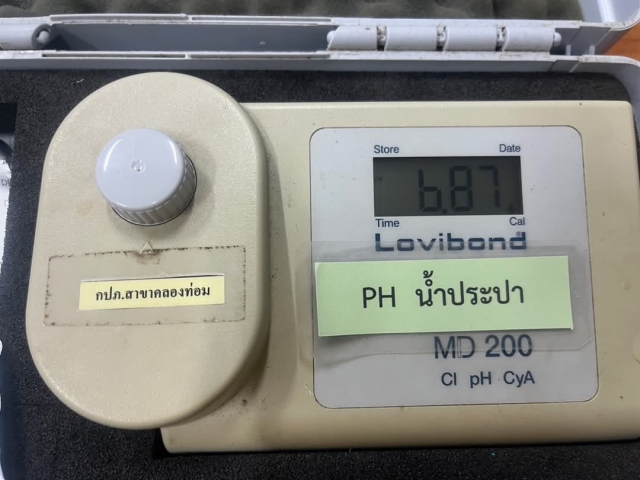 Store Date
6.87
Time Cal
Lovibond
กปภ.สาขาคลองท่อม
PH น้ำประปา
MD 200
Cl pH CyA